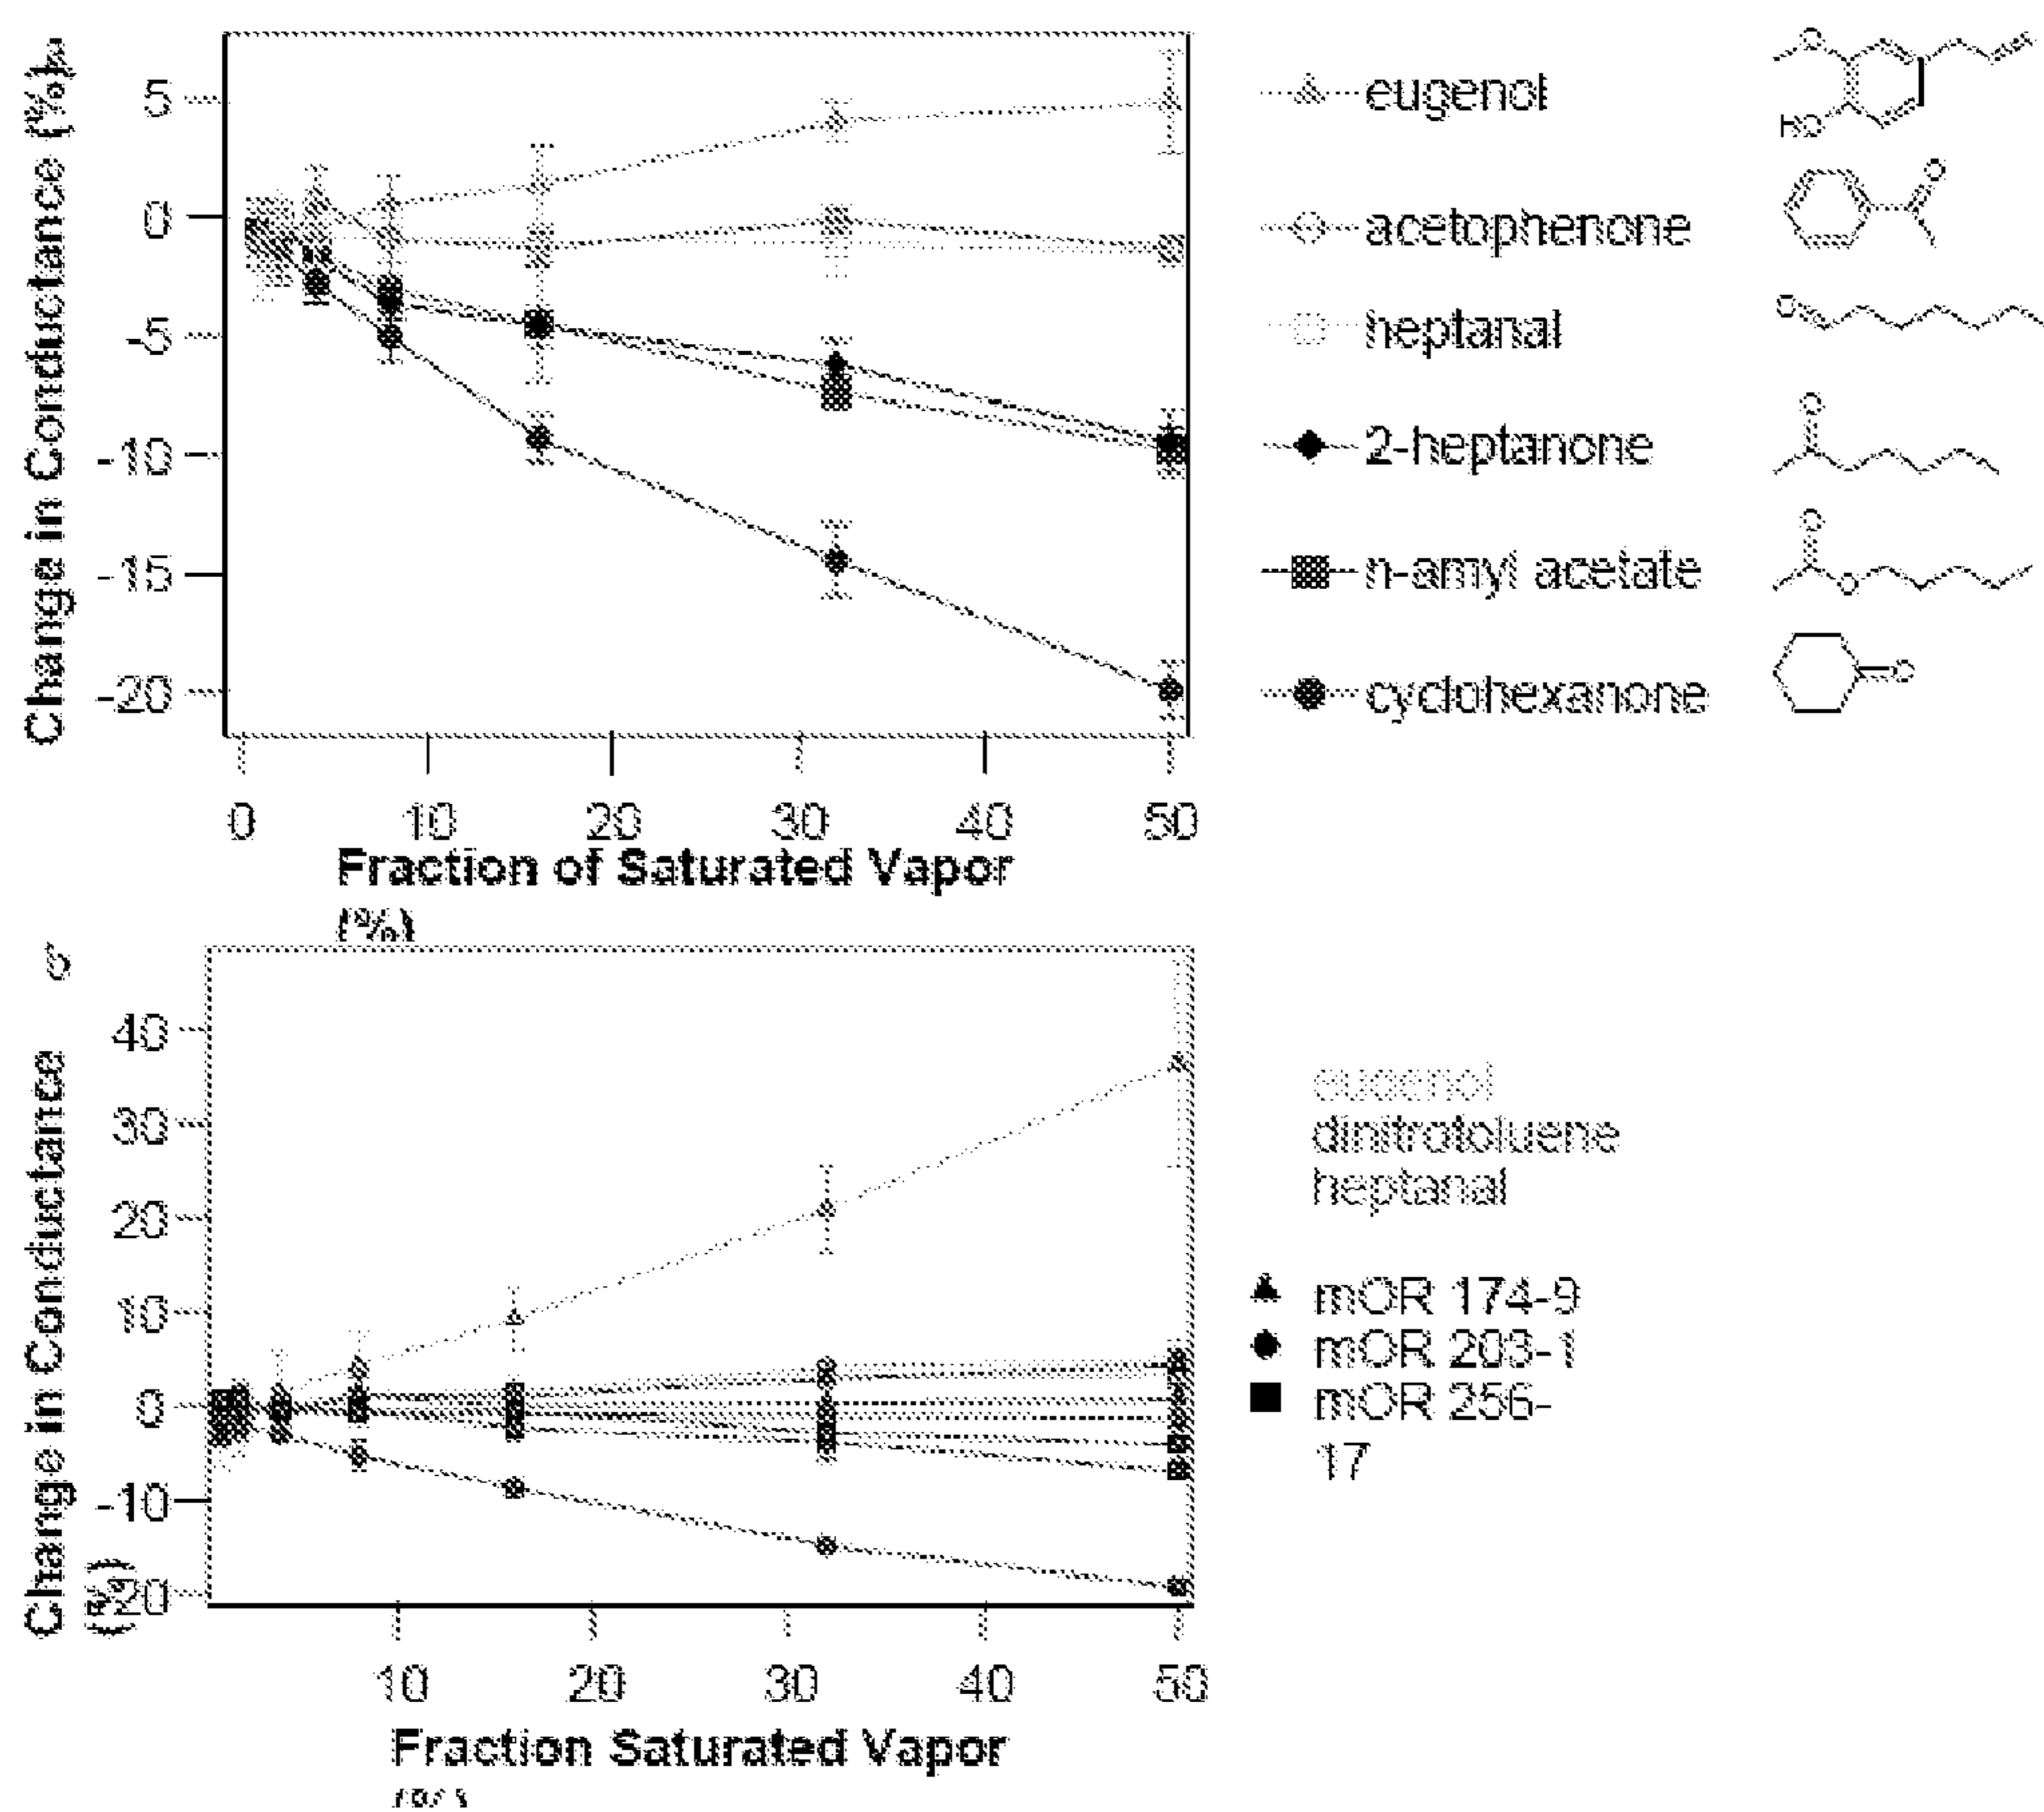 Change in Conductance (%)
5
0
-5
-10
-15
-20
0 10 20 30 40 50
Fraction of Saturated Vapor
(%)
eugenol
acetophenone
heptanal
2-heptanone
n-amyl acetate
cyclohexanone
O
HO
O
O
O
O
O
O
b
Change in Conductance
(%)
40
30
20
10
0
-10
-20
10 20 30 40 50
Fraction Saturated Vapor
(%)
eugenol
dinitrotoluene
heptanal
mOR 174-9
mOR 203-1
mOR 256-
17